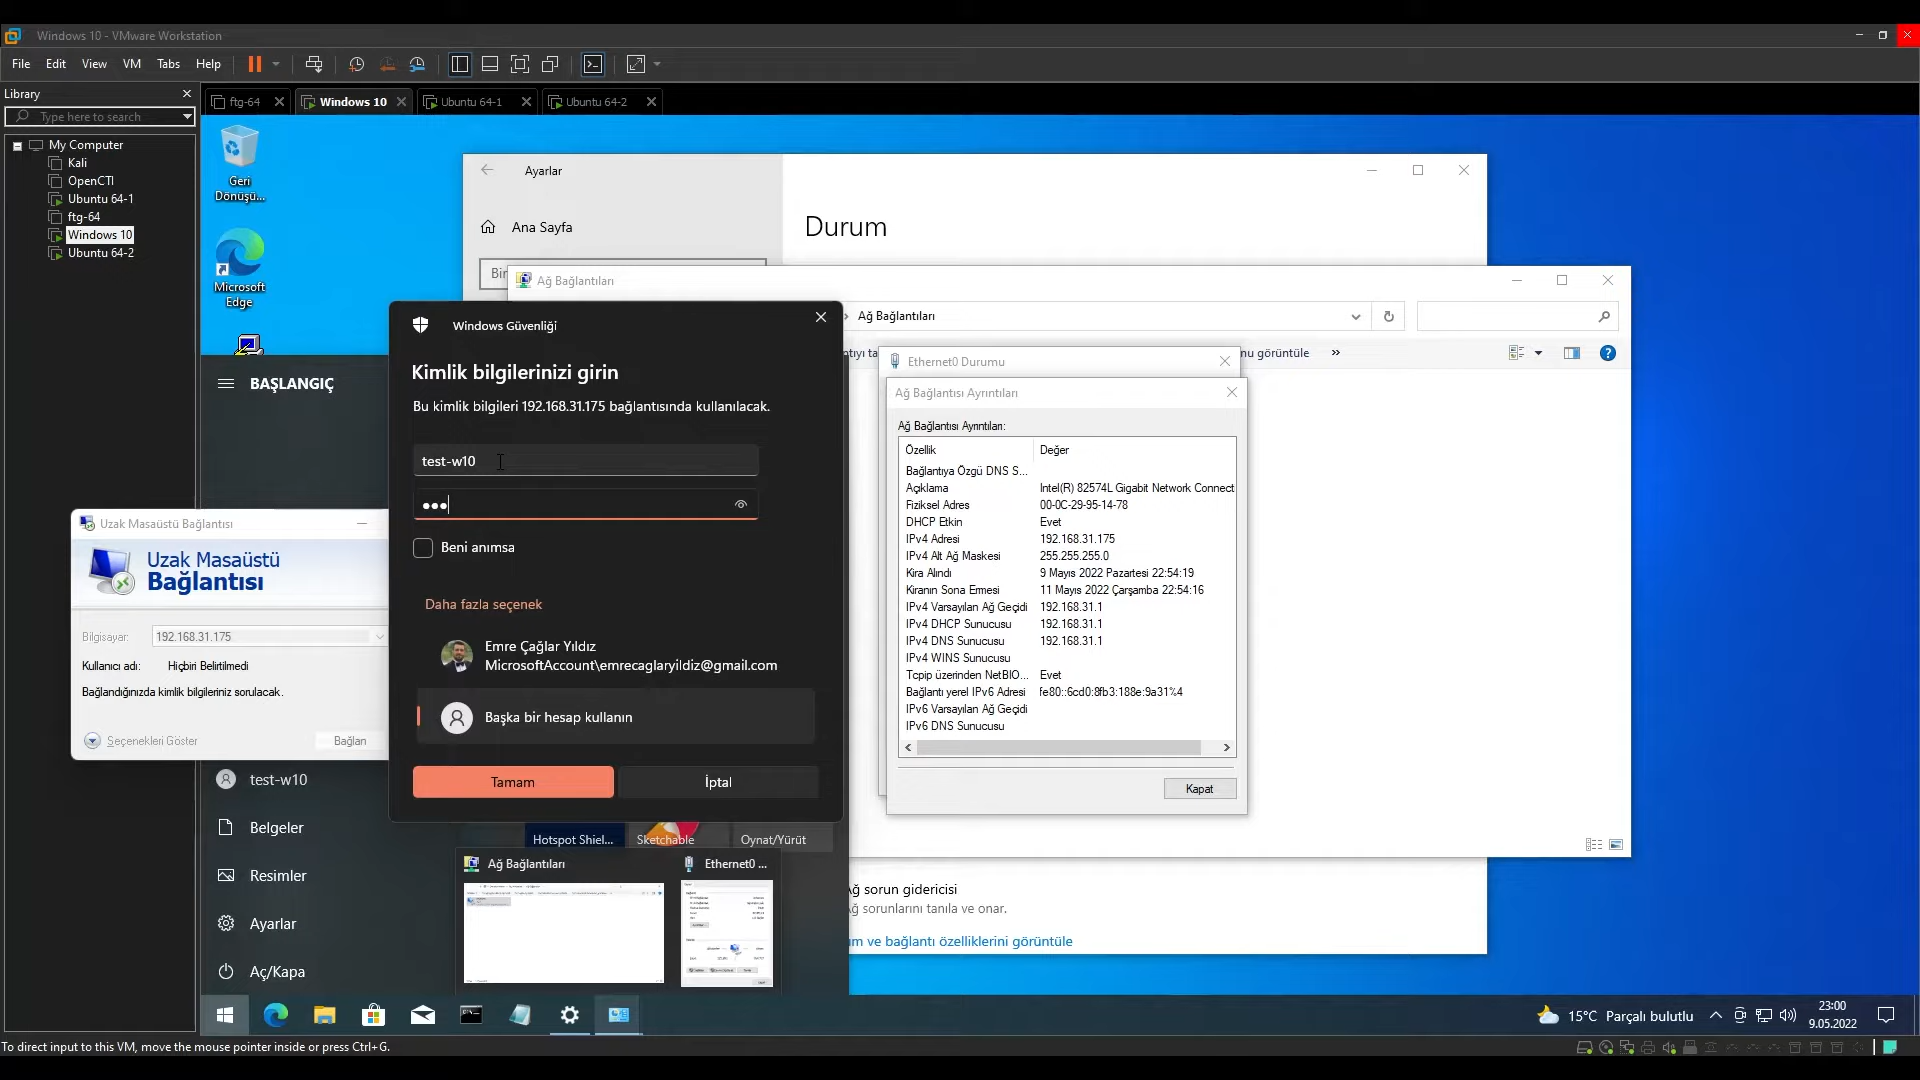 Windows 10 - VMware Workstation
File Edit View VM Tabs Help
Library
Type here to search
My Computer
Kali
OpenCTI
Ubuntu 64-1
ftg-64
Windows 10
Ubuntu 64-2
ftg-64
Windows 10
Ubuntu 64-1
Ubuntu 64-2
Geri
Dönüşü...
Microsoft
Edge
Ayarlar
Ana Sayfa
Durum
Bir
Ağ Bağlantıları
Ağ Bağlantıları
nu görüntüle »
Windows Güvenliği
Kimlik bilgilerinizi girin
Bu kimlik bilgileri 192.168.31.175 bağlantısında kullanılacak.
test-w10
Beni anımsa
Daha fazla seçenek
Emre Çağlar Yıldız
MicrosoftAccount\emrecaglaryildiz@gmail.com
Başka bir hesap kullanın
Tamam
İptal
Ethernet0 Durumu
Ağ Bağlantısı Ayrıntıları
Ağ Bağlantısı Ayrıntıları:
Özellik Değer
Bağlantıya Özgü DNS S...
Açıklama Intel(R) 82574L Gigabit Network Connect
Fiziksel Adres 00-0C-29-95-14-78
DHCP Etkin Evet
IPv4 Adresi 192.168.31.175
IPv4 Alt Ağ Maskesi 255.255.255.0
Kira Alındı 9 Mayıs 2022 Pazartesi 22:54:19
Kiranın Sona Ermesi 11 Mayıs 2022 Çarşamba 22:54:16
IPv4 Varsayılan Ağ Geçidi 192.168.31.1
IPv4 DHCP Sunucusu 192.168.31.1
IPv4 DNS Sunucusu 192.168.31.1
IPv4 WINS Sunucusu
Tcpip üzerinden NetBIO... Evet
Bağlantı yerel IPv6 Adresi fe80::6cd0:8fb3:188e:9a31%4
IPv6 Varsayılan Ağ Geçidi
IPv6 DNS Sunucusu
Kapat
BAŞLANGIÇ
Uzak Masaüstü Bağlantısı
Uzak Masaüstü
Bağlantısı
Bilgisayar: 192.168.31.175
Kullanıcı adı: Hiçbiri Belirtilmedi
Bağlandığınızda kimlik bilgileriniz sorulacak.
Seçenekleri Göster
Bağlan
test-w10
Belgeler
Resimler
Ayarlar
Aç/Kapa
Hotspot Shiel...
Sketchable
Oynat/Yürüt
Ağ Bağlantıları
Ethernet0 ...
Ağ sorun gidericisi
Ağ sorunlarını tanıla ve onar.
ım ve bağlantı özelliklerini görüntüle
15°C Parçalı bulutlu
23:00
9.05.2022
To direct input to this VM, move the mouse pointer inside or press Ctrl+G.